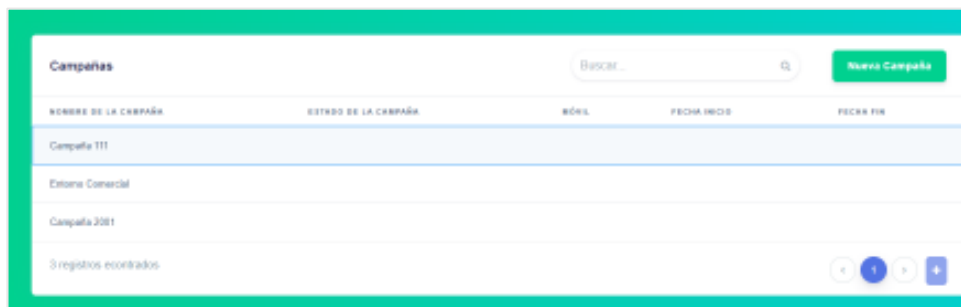 Campañas
Buscar...
Nueva Campaña
NOMBRE DE LA CAMPAÑA ESTADO DE LA CAMPAÑA MÓVIL FECHA INICIO FECHA FIN
Campaña 111
Entorno Comercial
Campaña 2001
3 registros econtrados
< 1 > +